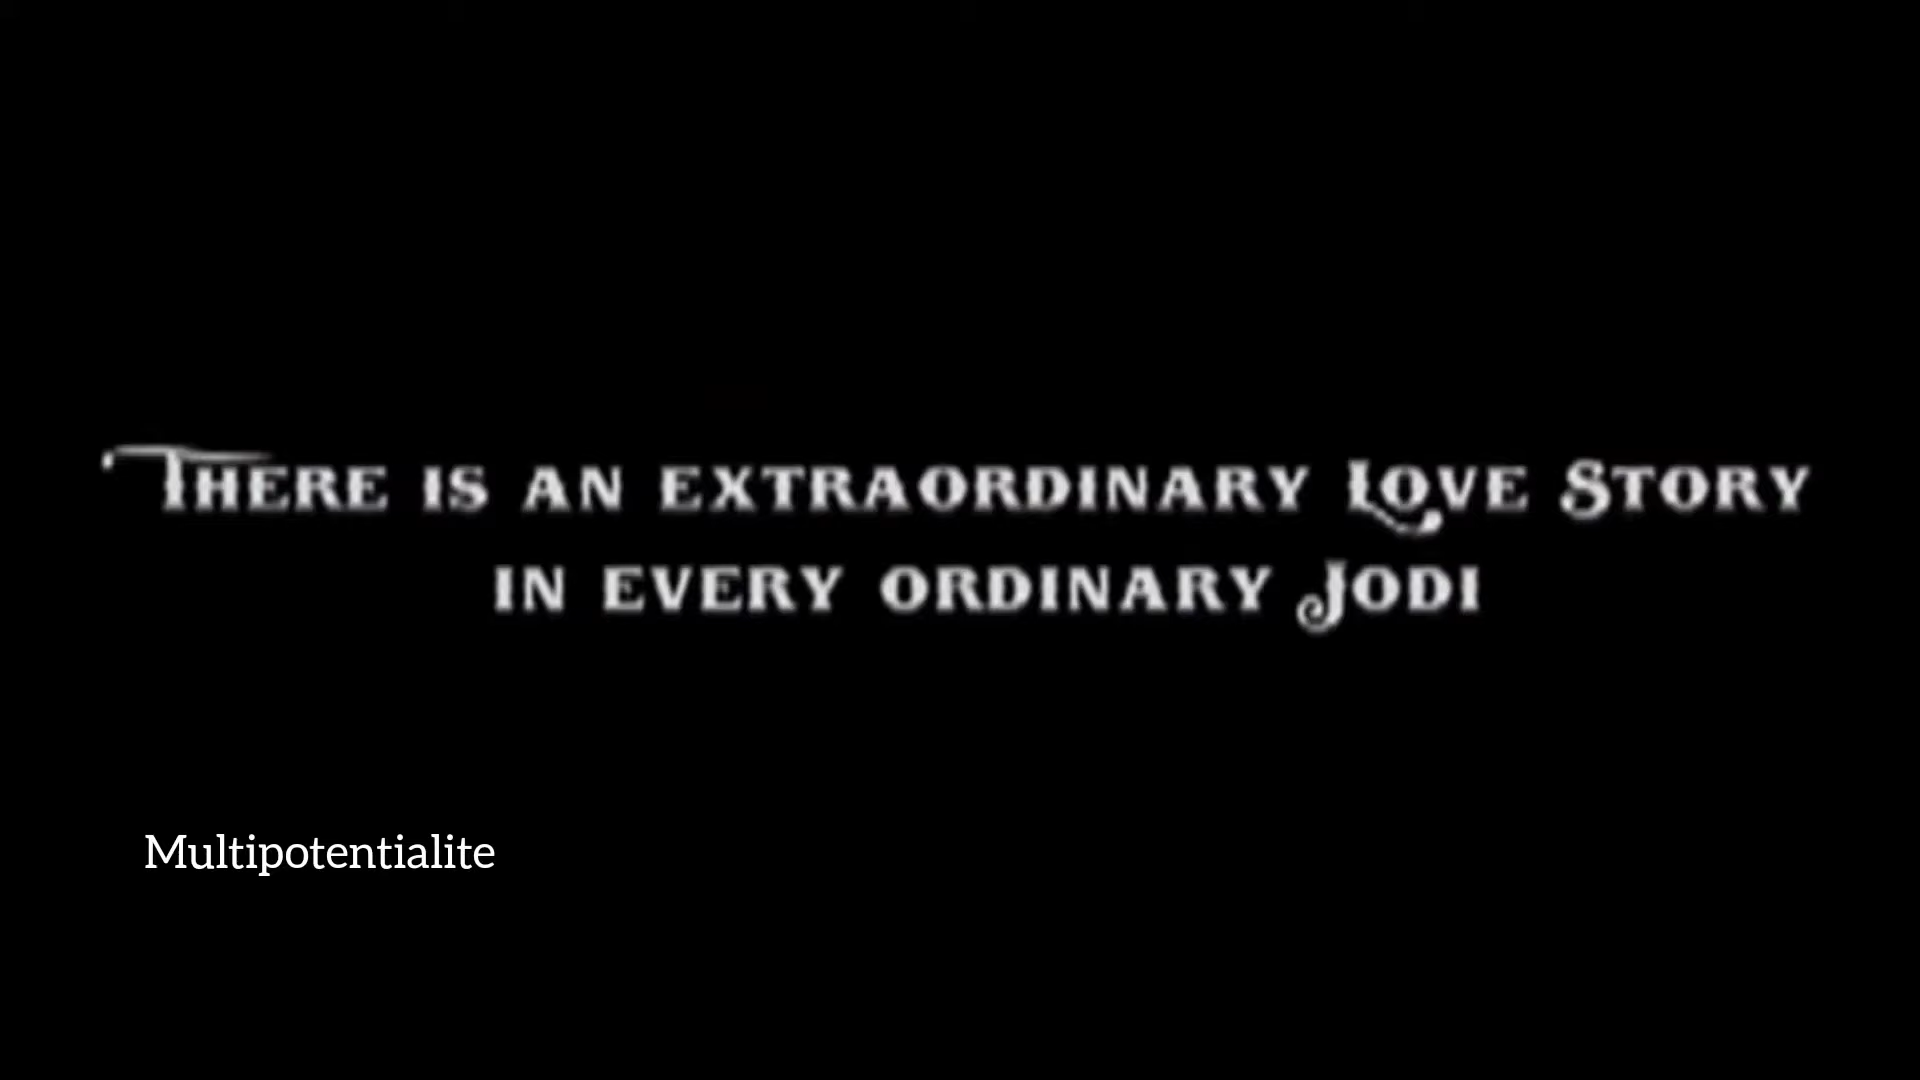 There is an extraordinary Love Story
in every ordinary Jodi
Multipotentialite